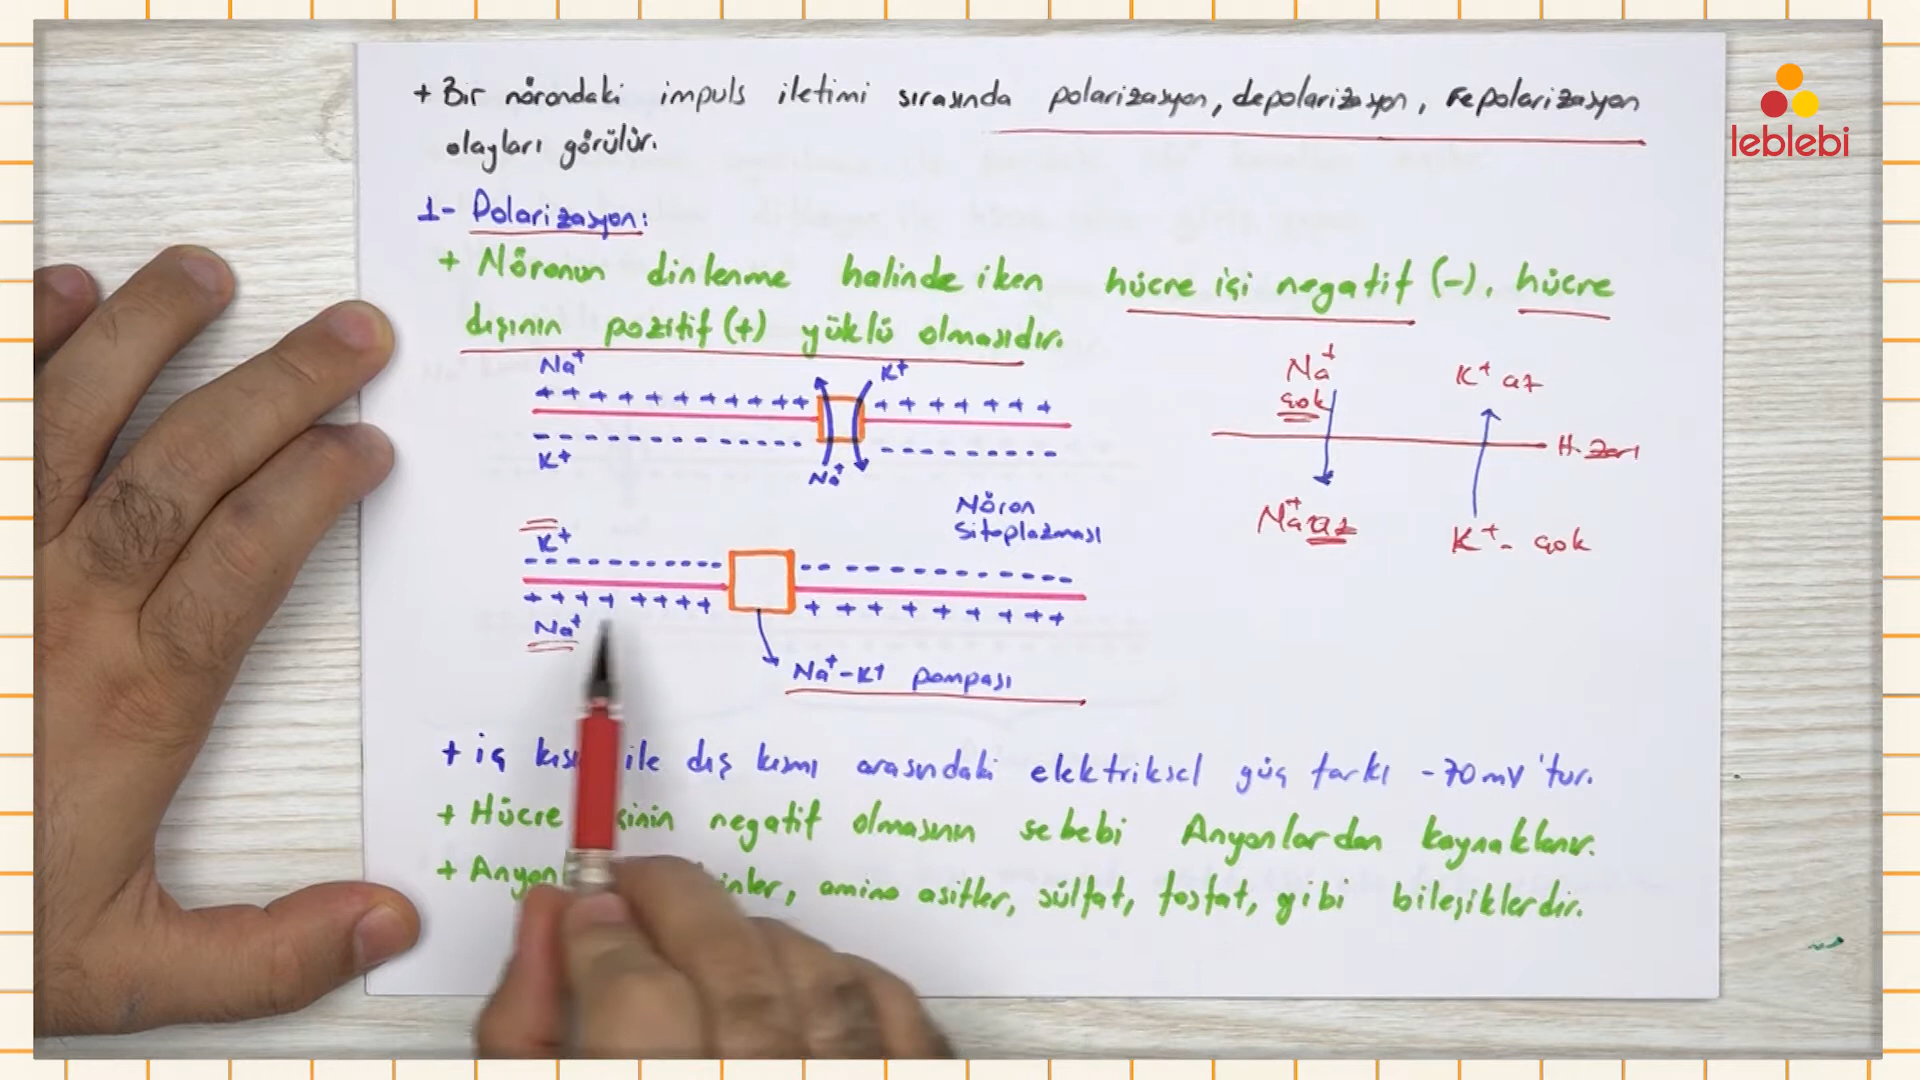 + Bir nörondaki impuls iletimi sırasında polarizasyon, depolarizasyon, repolarizasyon
olayları görülür.
leblebi
1- Polarizasyon:
+ Nöronun dinlenme halinde iken hücre içi negatif (-), hücre
dışının pozitif (+) yüklü olmasıdır.
Na+ K+
+ + + + + + + + + + + + + + + + +
- - - - - - - - - - - - - - - - - -
K+ Na+
Na+ çok K+ az
H. zarı
Na+ az K+- çok
Nöron
Sitoplazması
K+
- - - - - - - - - - - - - - - - - -
+ + + + + + + + + + + + + + + + +
Na+
Na+-K+ pompası
+ iç ile dış kısmı arasındaki elektriksel güç farkı -70mV'tur.
+ Hücre negatif olmasının sebebi Anyonlardan kaynaklanır.
+ amino asitler, sülfat, fosfat, gibi bileşiklerdir.